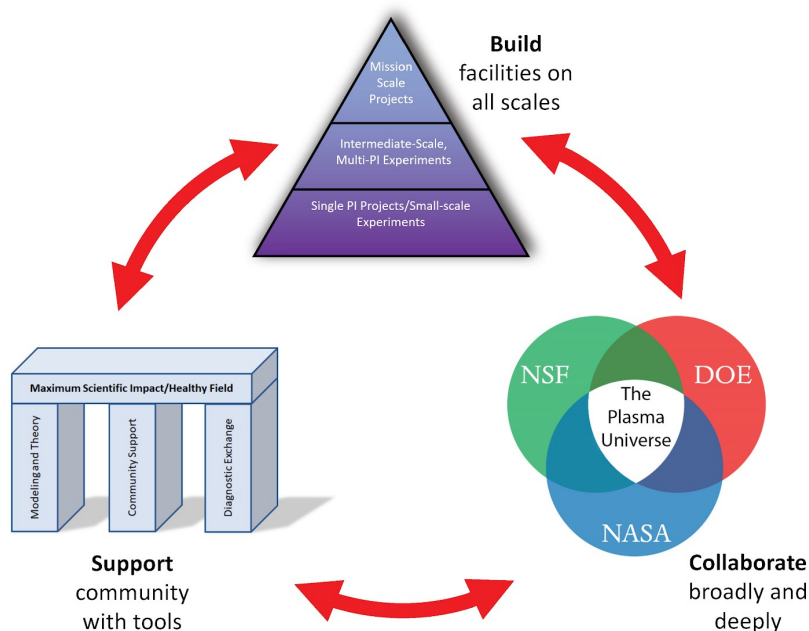 Mission
Scale
Projects
Build
facilities on
all scales
Intermediate-Scale,
Multi-PI Experiments
Single PI Projects/Small-scale
Experiments
Maximum Scientific Impact/Healthy Field
Modeling and Theory
Community Support
Diagnostic Exchange
Support
community
with tools
NSF
DOE
The
Plasma
Universe
NASA
Collaborate
broadly and
deeply